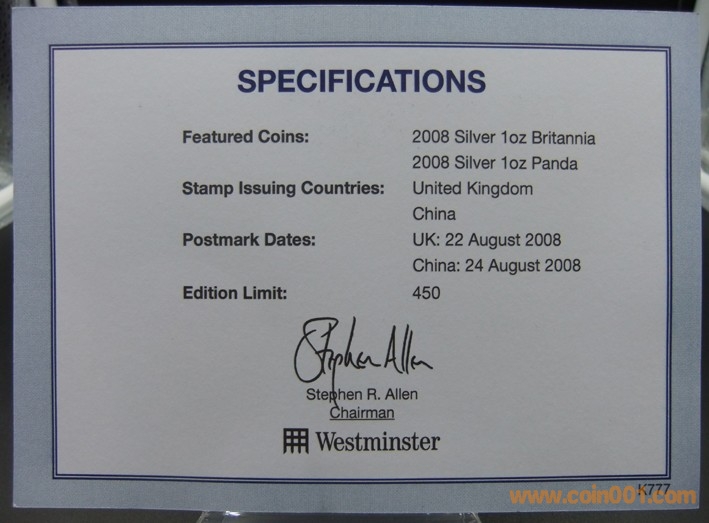 SPECIFICATIONS
Featured Coins: 2008 Silver 1oz Britannia
2008 Silver 1oz Panda
Stamp Issuing Countries: United Kingdom
China
Postmark Dates: UK: 22 August 2008
China: 24 August 2008
Edition Limit: 450
Stephen Allen
Stephen R. Allen
Chairman
Westminster
K777
www.coin001.com